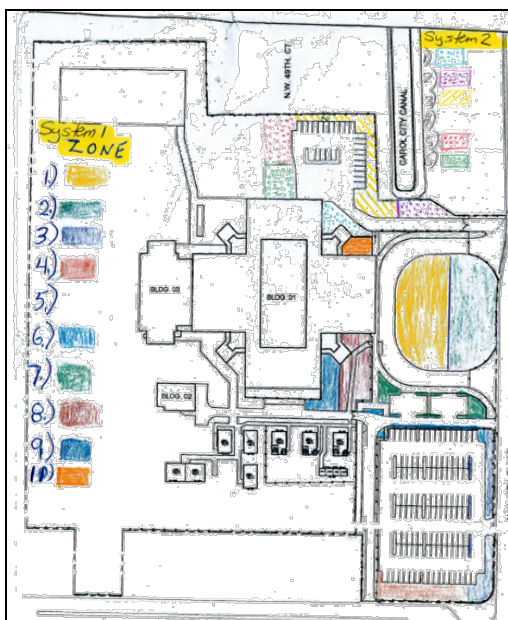 System 2
N.W. 49TH. CT.
CAROL CITY CANAL
System 1
ZONE
1.)
2.)
3.)
4.)
5.)
6.)
7.)
8.)
9.)
10)
BLDG. 03
BLDG. 01
BLDG. 02